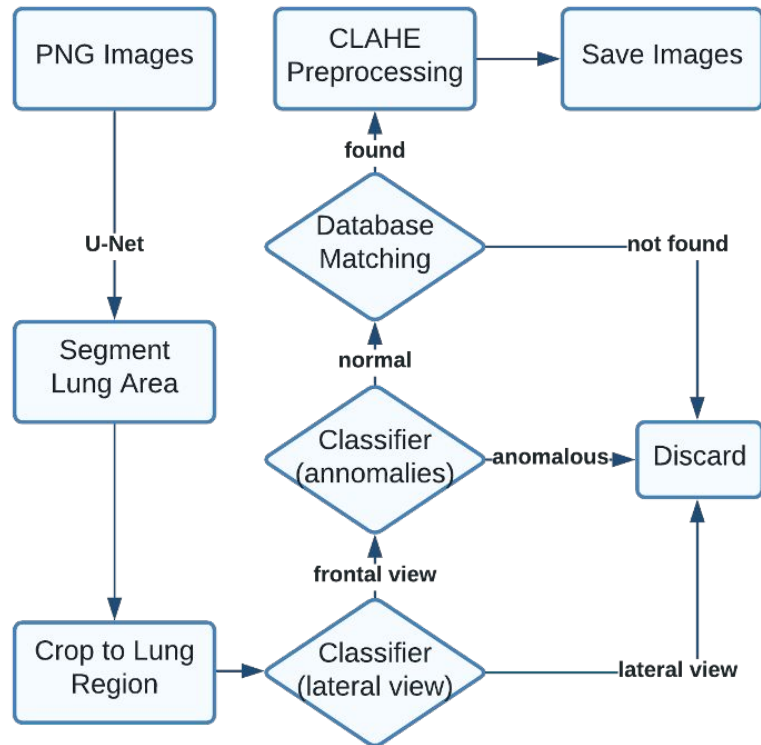 PNG Images
U-Net
Segment
Lung Area
Crop to Lung
Region
Classifier
(lateral view)
lateral view
frontal view
Classifier
(annomalies)
anomalous
Discard
normal
Database
Matching
not found
found
CLAHE
Preprocessing
Save Images